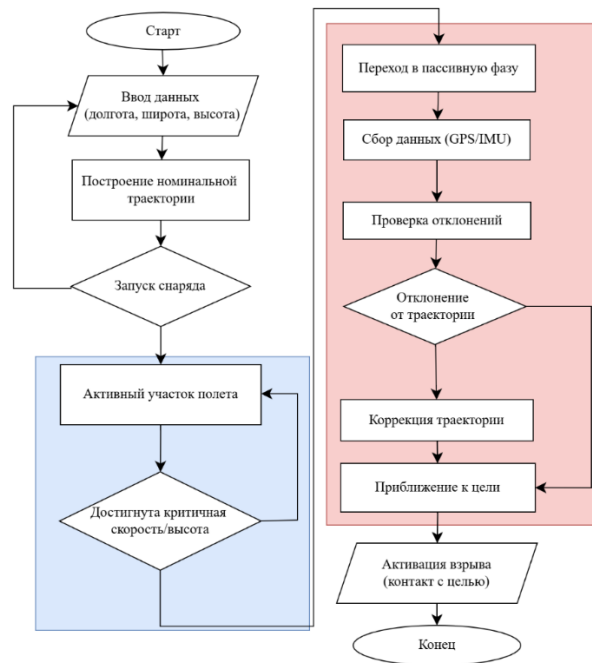 Старт
Ввод данных
(долгота, широта, высота)
Построение номинальной
траектории
Запуск снаряда
Активный участок полета
Достигнута критичная
скорость/высота
Переход в пассивную фазу
Сбор данных (GPS/IMU)
Проверка отклонений
Отклонение
от траектории
Коррекция траектории
Приближение к цели
Активация взрыва
(контакт с целью)
Конец